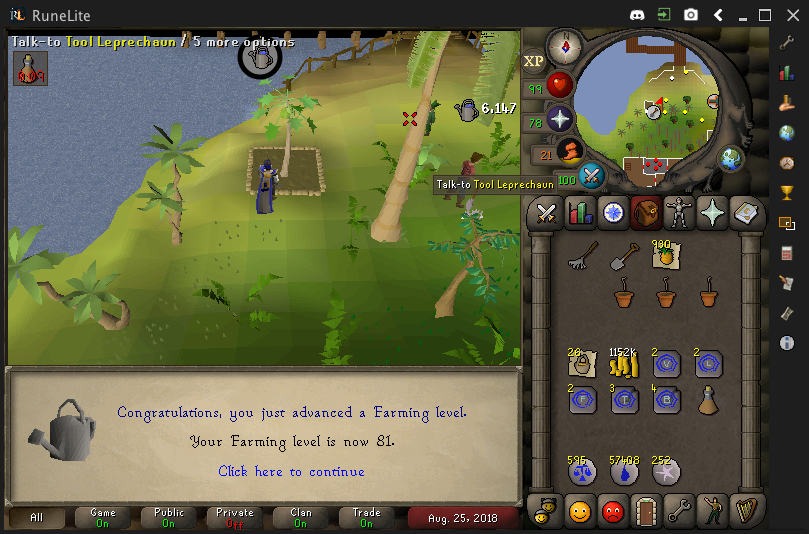 RuneLite
Talk-to Tool Leprechaun / 5 more options
XP
N
99
6,147
78
21
Talk-to Tool Leprechaun
100
930
26
1152k
2
2
V
L
2
3
4
F
T
B
595
57408
252
Congratulations, you just advanced a Farming level.
Your Farming level is now 81.
Click here to continue
All
Game
On
Public
On
Private
Off
Clan
On
Trade
On
Aug. 25, 2018